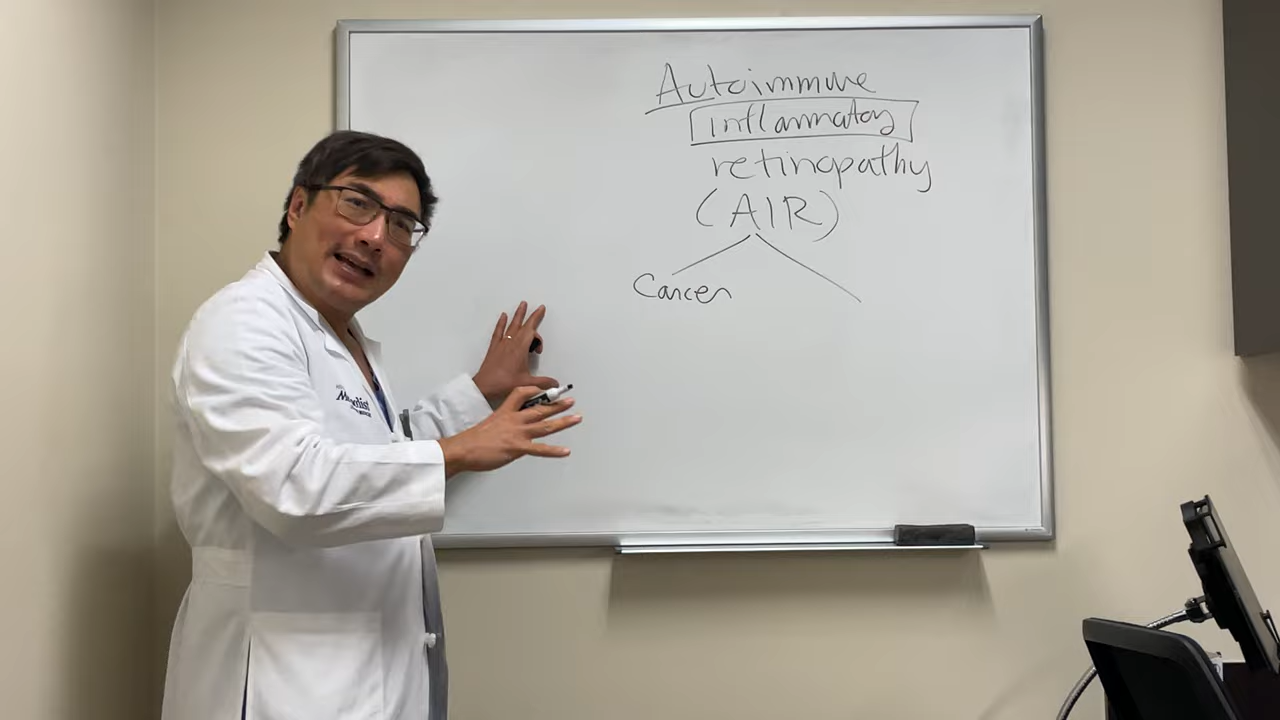 Autoimmune
inflammatory
retinopathy
(AIR)
Cancer